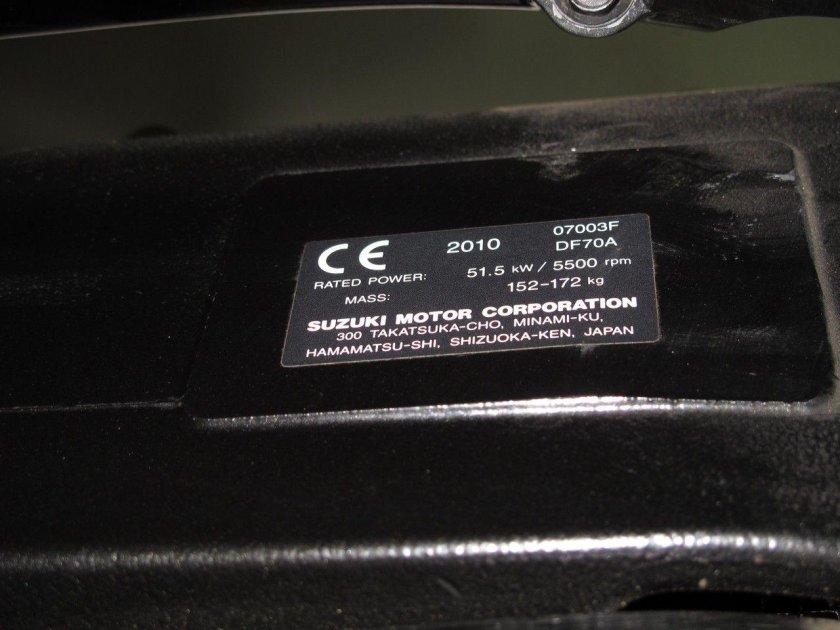 CE 2010 07003F
DF70A
RATED POWER: 51.5 kW / 5500 rpm
MASS: 152-172 kg
SUZUKI MOTOR CORPORATION
300 TAKATSUKA-CHO, MINAMI-KU,
HAMAMATSU-SHI, SHIZUOKA-KEN, JAPAN